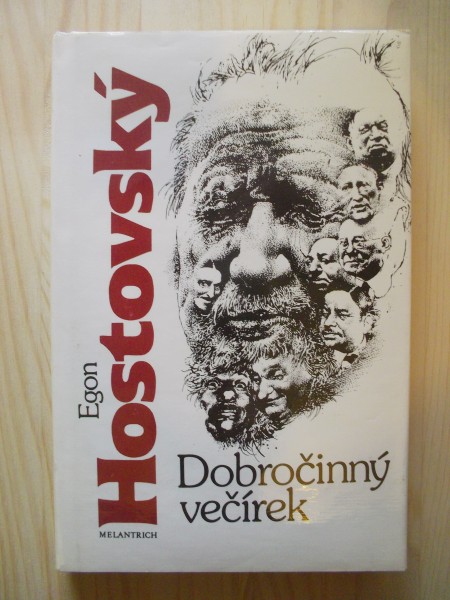 Egon
Hostovský
Dobročinný
večírek
MELANTRICH